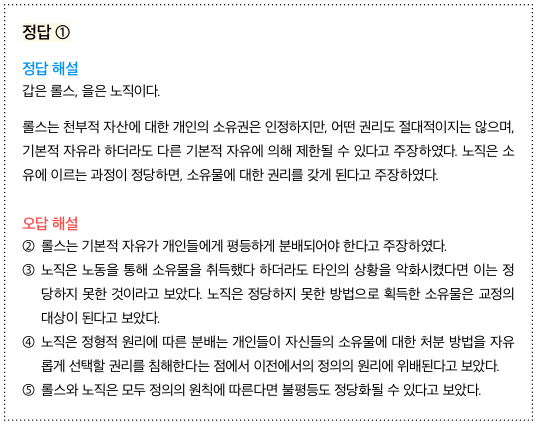 정답 ①
정답 해설
갑은 롤스, 을은 노직이다.
롤스는 천부적 자산에 대한 개인의 소유권은 인정하지만, 어떤 권리도 절대적이지는 않으며,
기본적 자유라 하더라도 다른 기본적 자유에 의해 제한될 수 있다고 주장하였다. 노직은 소
유에 이르는 과정이 정당하면, 소유물에 대한 권리를 갖게 된다고 주장하였다.
오답 해설
② 롤스는 기본적 자유가 개인들에게 평등하게 분배되어야 한다고 주장하였다.
③ 노직은 노동을 통해 소유물을 취득했다 하더라도 타인의 상황을 악화시켰다면 이는 정
당하지 못한 것이라고 보았다. 노직은 정당하지 못한 방법으로 획득한 소유물은 교정의
대상이 된다고 보았다.
④ 노직은 정형적 원리에 따른 분배는 개인들이 자신들의 소유물에 대한 처분 방법을 자유
롭게 선택할 권리를 침해한다는 점에서 이전에서의 정의의 원리에 위배된다고 보았다.
⑤ 롤스와 노직은 모두 정의의 원칙에 따른다면 불평등도 정당화될 수 있다고 보았다.